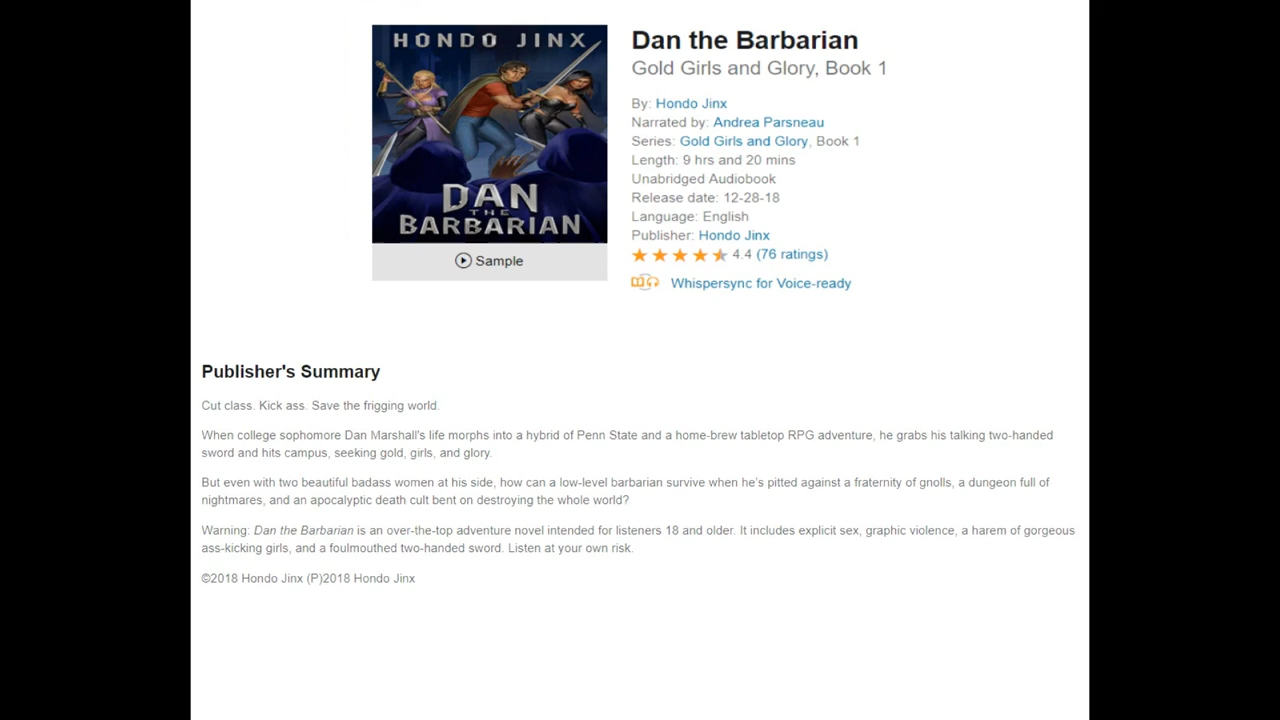 HONDO JINX
DAN
THE
BARBARIAN
Sample
Dan the Barbarian
Gold Girls and Glory, Book 1
By: Hondo Jinx
Narrated by: Andrea Parsneau
Series: Gold Girls and Glory, Book 1
Length: 9 hrs and 20 mins
Unabridged Audiobook
Release date: 12-28-18
Language: English
Publisher: Hondo Jinx
4.4 (76 ratings)
Whispersync for Voice-ready
Publisher's Summary
Cut class. Kick ass. Save the frigging world.
When college sophomore Dan Marshall's life morphs into a hybrid of Penn State and a home-brew tabletop RPG adventure, he grabs his talking two-handed
sword and hits campus, seeking gold, girls, and glory.
But even with two beautiful badass women at his side, how can a low-level barbarian survive when he's pitted against a fraternity of gnolls, a dungeon full of
nightmares, and an apocalyptic death cult bent on destroying the whole world?
Warning: Dan the Barbarian is an over-the-top adventure novel intended for listeners 18 and older. It includes explicit sex, graphic violence, a harem of gorgeous
ass-kicking girls, and a foulmouthed two-handed sword. Listen at your own risk.
©2018 Hondo Jinx (P)2018 Hondo Jinx